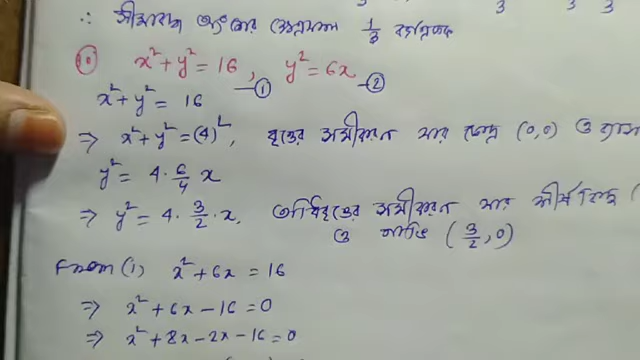 ∴ সীমাবদ্ধ অংশের ক্ষেত্রফল 1/3 বর্গএকক
x² + y² = 16, y² = 6x
x² + y² = 16 —① —②
⇒ x² + y² = (4)², বৃত্তের সমীকরণ যার কেন্দ্র (0,0) ও
y² = 4·6/4 x
⇒ y² = 4·3/2·x, সমীকরণ যার শীর্ষবিন্দু (
ও (3/2, 0)
From (1) x² + 6x = 16
⇒ x² + 6x - 16 = 0
⇒ x² + 8x - 2x - 16 = 0